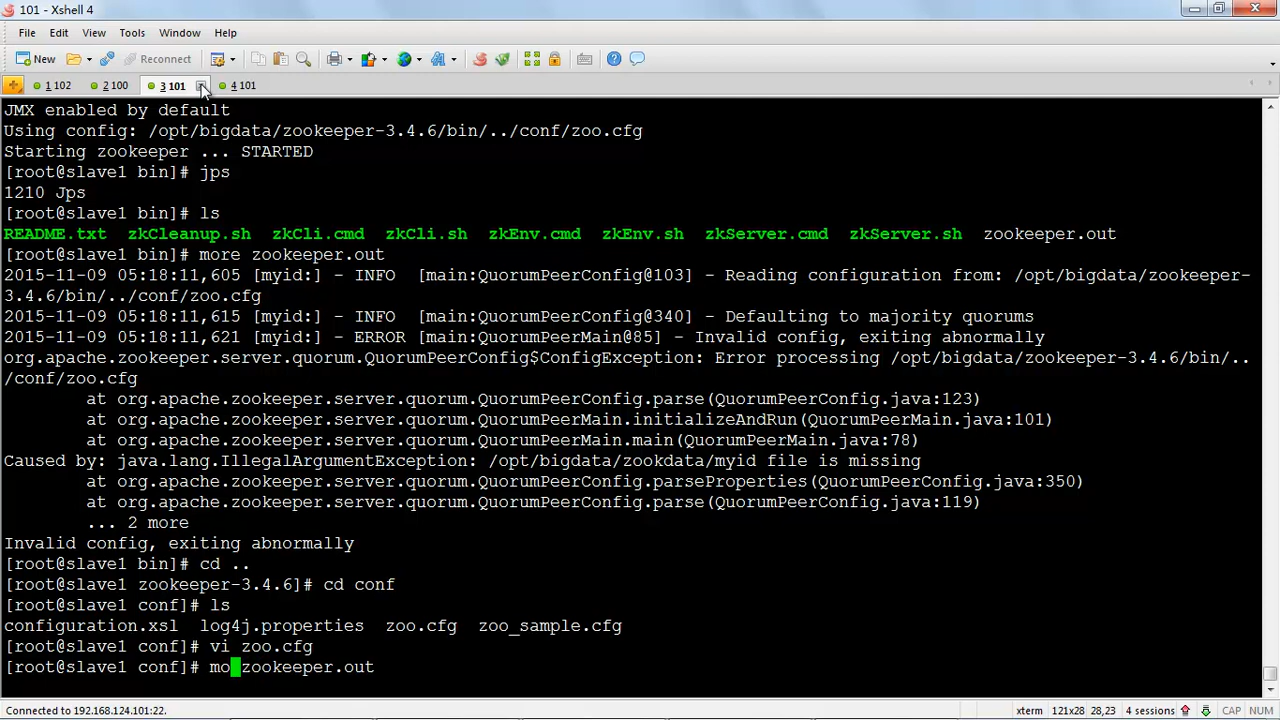 101 - Xshell 4
File Edit View Tools Window Help
New Reconnect
1 102 2 100 3 101 4 101
JMX enabled by default
Using config: /opt/bigdata/zookeeper-3.4.6/bin/../conf/zoo.cfg
Starting zookeeper ... STARTED
[root@slave1 bin]# jps
1210 Jps
[root@slave1 bin]# ls
README.txt zkCleanup.sh zkCli.cmd zkCli.sh zkEnv.cmd zkEnv.sh zkServer.cmd zkServer.sh zookeeper.out
[root@slave1 bin]# more zookeeper.out
2015-11-09 05:18:11,605 [myid:] - INFO  [main:QuorumPeerConfig@103] - Reading configuration from: /opt/bigdata/zookeeper-
3.4.6/bin/../conf/zoo.cfg
2015-11-09 05:18:11,615 [myid:] - INFO  [main:QuorumPeerConfig@340] - Defaulting to majority quorums
2015-11-09 05:18:11,621 [myid:] - ERROR [main:QuorumPeerMain@85] - Invalid config, exiting abnormally
org.apache.zookeeper.server.quorum.QuorumPeerConfig$ConfigException: Error processing /opt/bigdata/zookeeper-3.4.6/bin/..
/conf/zoo.cfg
at org.apache.zookeeper.server.quorum.QuorumPeerConfig.parse(QuorumPeerConfig.java:123)
at org.apache.zookeeper.server.quorum.QuorumPeerMain.initializeAndRun(QuorumPeerMain.java:101)
at org.apache.zookeeper.server.quorum.QuorumPeerMain.main(QuorumPeerMain.java:78)
Caused by: java.lang.IllegalArgumentException: /opt/bigdata/zookdata/myid file is missing
at org.apache.zookeeper.server.quorum.QuorumPeerConfig.parseProperties(QuorumPeerConfig.java:350)
at org.apache.zookeeper.server.quorum.QuorumPeerConfig.parse(QuorumPeerConfig.java:119)
... 2 more
Invalid config, exiting abnormally
[root@slave1 bin]# cd ..
[root@slave1 zookeeper-3.4.6]# cd conf
[root@slave1 conf]# ls
configuration.xsl log4j.properties zoo.cfg zoo_sample.cfg
[root@slave1 conf]# vi zoo.cfg
[root@slave1 conf]# mo zookeeper.out
Connected to 192.168.124.101:22. xterm 121x28 28,23 4 sessions CAP NUM